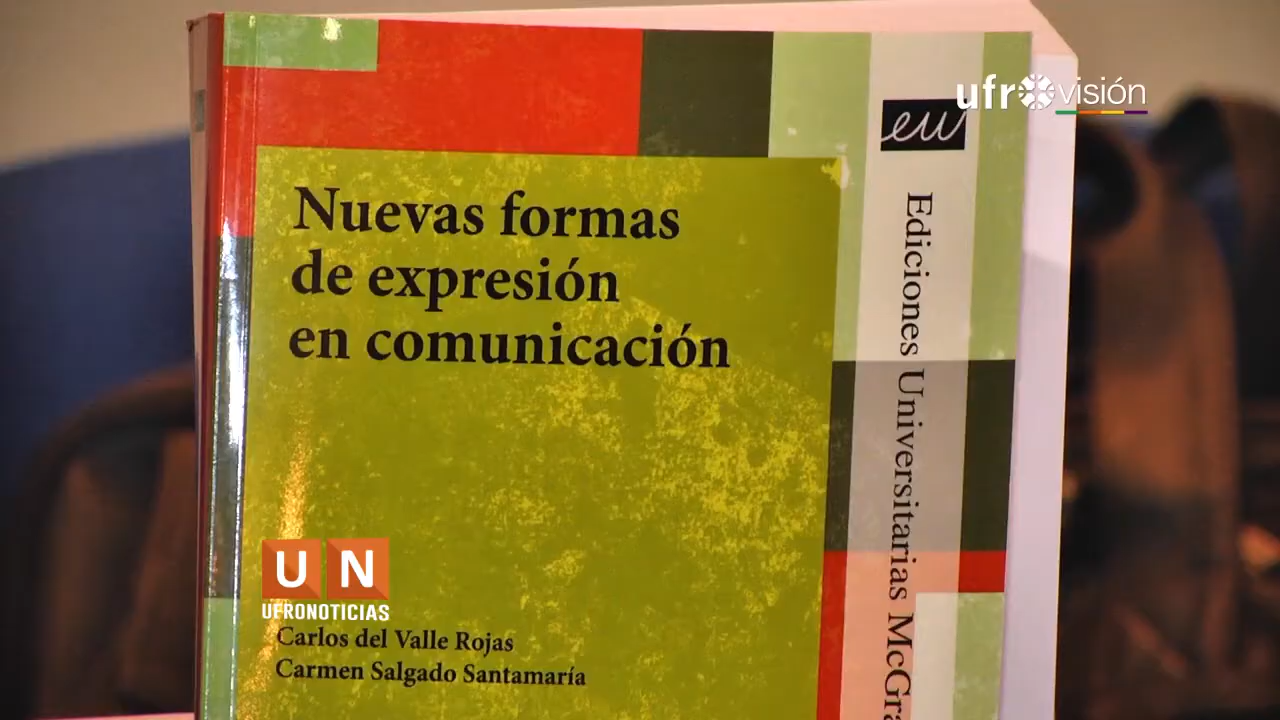 ufrovisión
eu
Nuevas formas
de expresión
en comunicación
Ediciones Universitarias McGra
UN
UFRONOTICIAS
Carlos del Valle Rojas
Carmen Salgado Santamaría